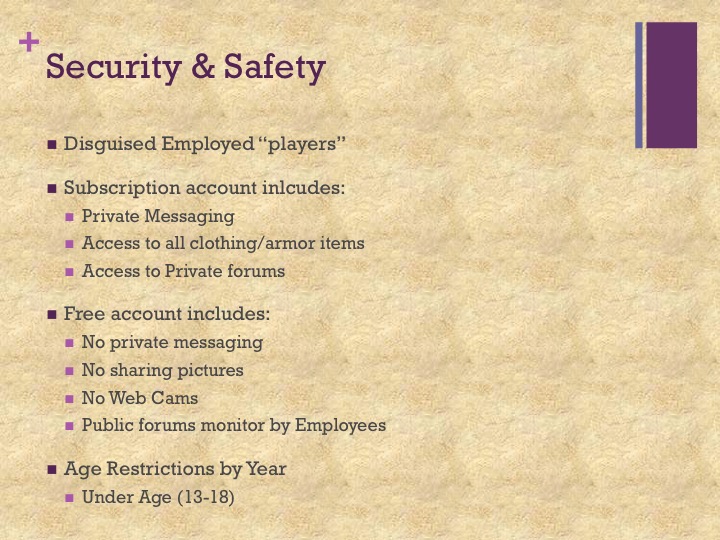 +
Security & Safety
■ Disguised Employed “players”
■ Subscription account inlcudes:
■ Private Messaging
■ Access to all clothing/armor items
■ Access to Private forums
■ Free account includes:
■ No private messaging
■ No sharing pictures
■ No Web Cams
■ Public forums monitor by Employees
■ Age Restrictions by Year
■ Under Age (13-18)